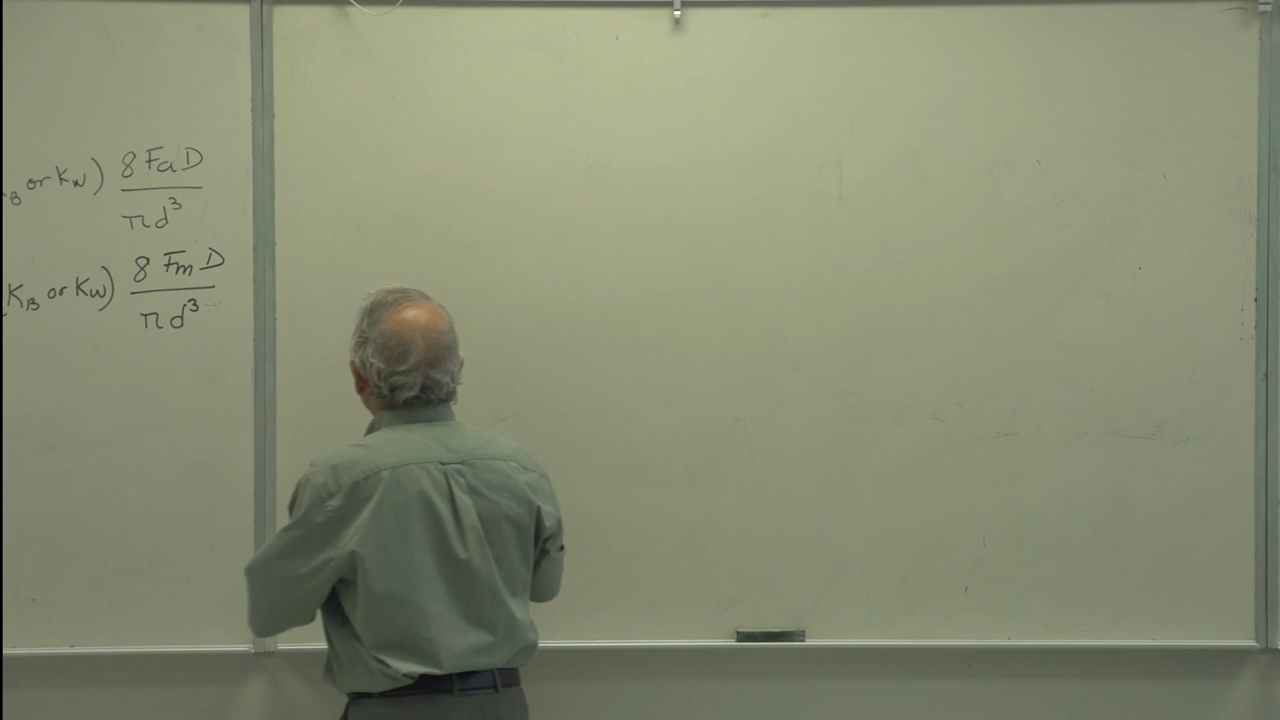 B or KW) 8 Fa D / πd³
(KB or KW) 8 Fm D / πd³